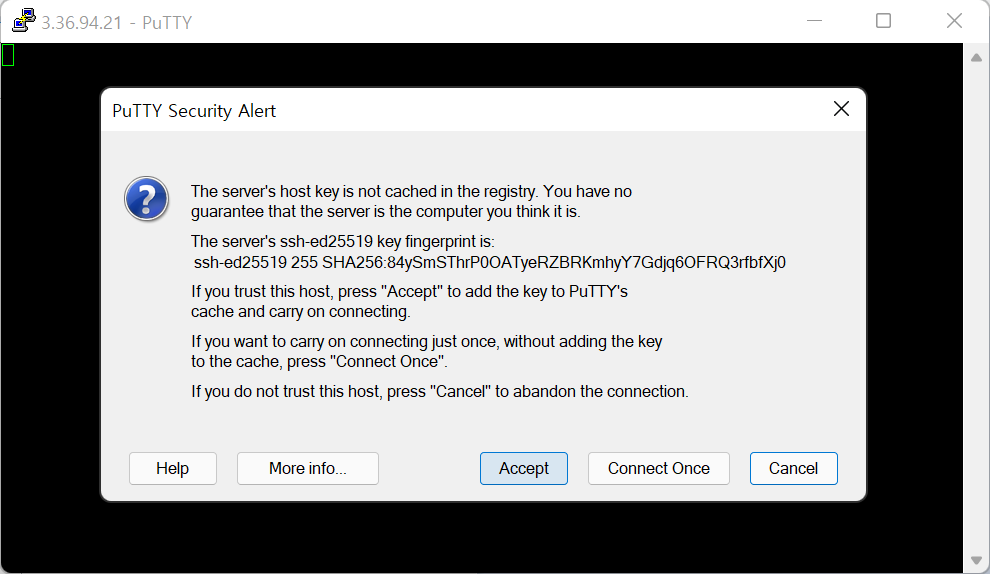 3.36.94.21 - PuTTY
PuTTY Security Alert
The server's host key is not cached in the registry. You have no
guarantee that the server is the computer you think it is.
The server's ssh-ed25519 key fingerprint is:
ssh-ed25519 255 SHA256:84ySmSThrP0OATyeRZBRKmhyY7Gdjq6OFRQ3rfbfXj0
If you trust this host, press "Accept" to add the key to PuTTY's
cache and carry on connecting.
If you want to carry on connecting just once, without adding the key
to the cache, press "Connect Once".
If you do not trust this host, press "Cancel" to abandon the connection.
Help More info... Accept Connect Once Cancel